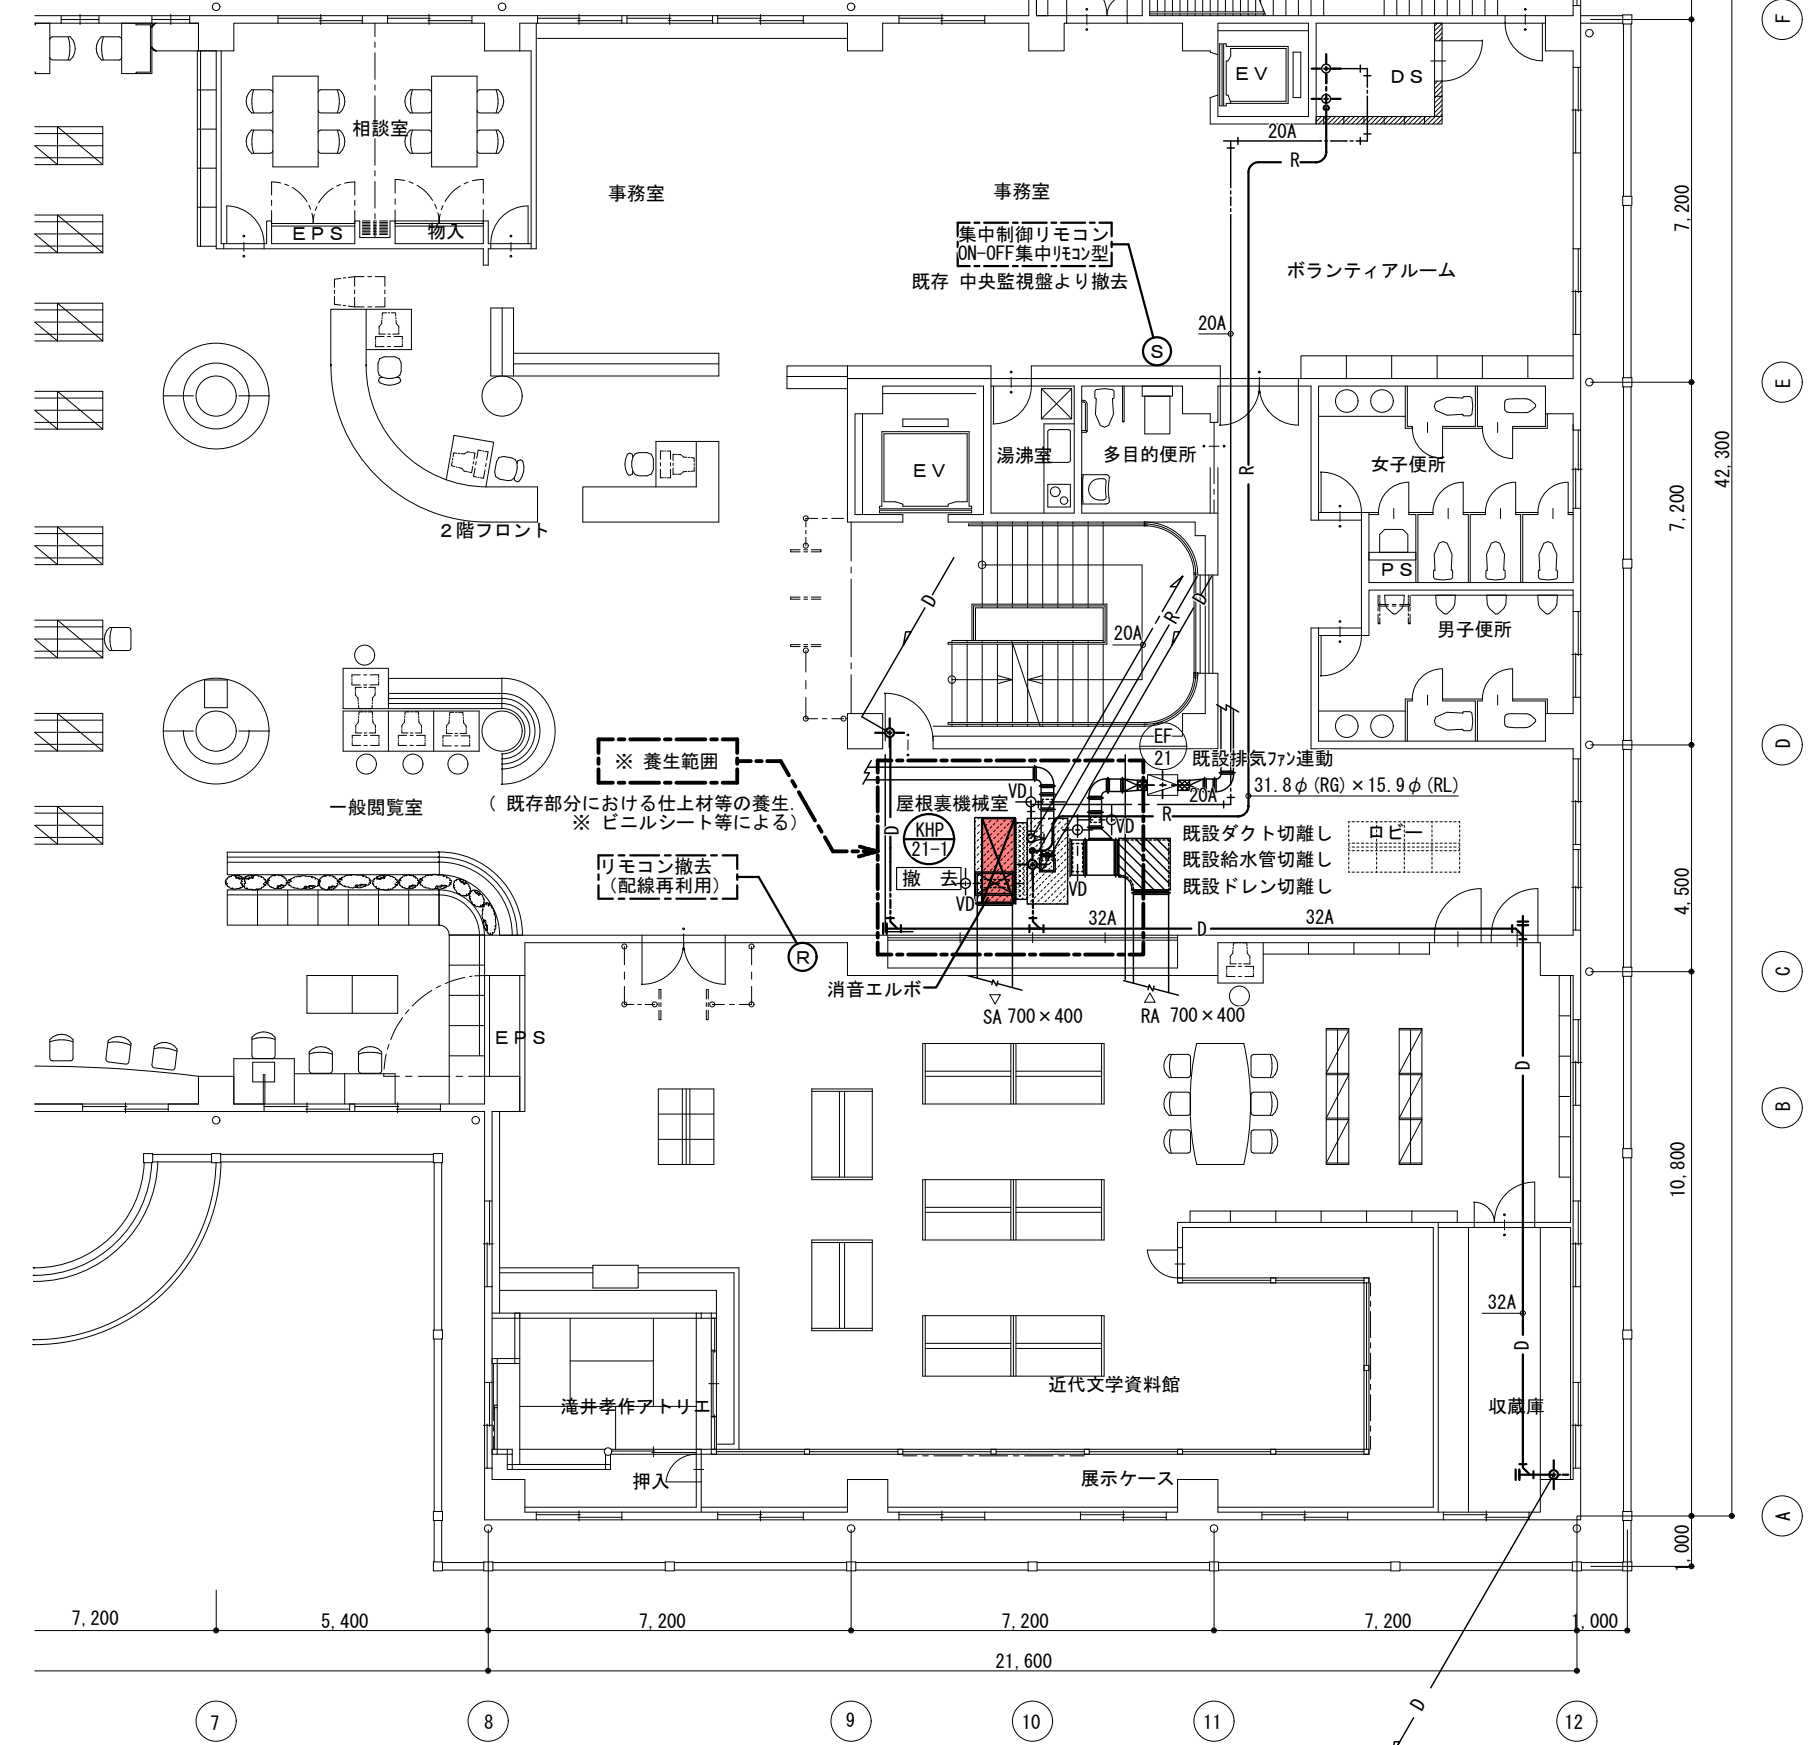 F
EV
DS
20A
R
相談室
事務室
事務室
7,200
EPS
物入
集中制御リモコン
ON-OFF集中リモコン型
既存 中央監視盤より撤去
ボランティアルーム
20A
S
E
EV
湯沸室
多目的便所
R
女子便所
42,300
7,200
2階フロント
PS
D
R
D
20A
男子便所
EF
21
既設排気ファン連動
D
※ 養生範囲
(既存部分における仕上材等の養生.
※ ビニルシート等による)
一般閲覧室
屋根裏機械室
VD
20A
31.8φ(RG)×15.9φ(RL)
R
VD
D
KHP
21-1
撤 去
既設ダクト切離し
既設給水管切離し
既設ドレン切離し
ロビー
リモコン撤去
(配線再利用)
VD
VD
4,500
32A
D
32A
R
消音エルボ
C
SA 700×400
RA 700×400
EPS
D
B
10,800
32A
D
近代文学資料館
滝井孝作アトリエ
収蔵庫
押入
展示ケース
A
1,000
7,200
5,400
7,200
7,200
7,200
1,000
21,600
D
7
8
9
10
11
12